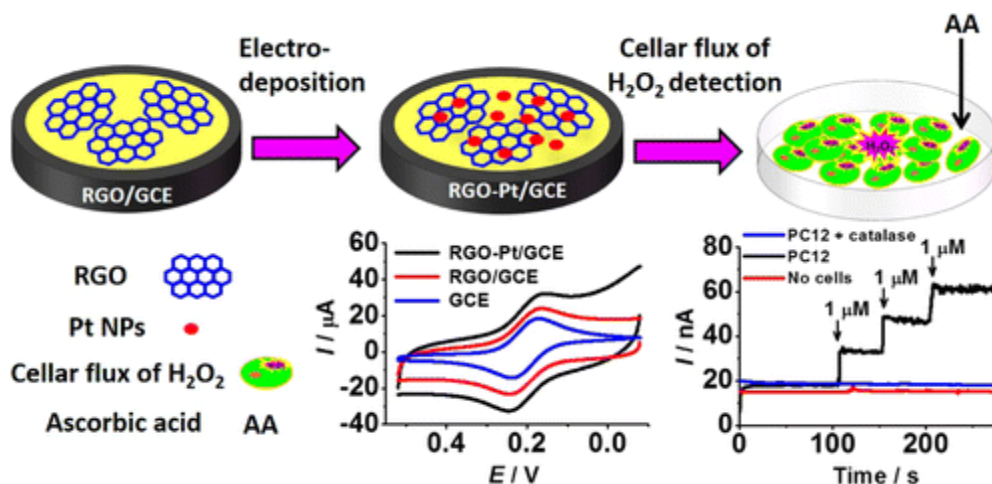 Electro-
deposition
Cellar flux of
H₂O₂ detection
AA
H₂O₂
RGO/GCE
RGO-Pt/GCE
RGO
Pt NPs
Cellar flux of H₂O₂
Ascorbic acid AA
60
40
20
0
-20
-40
I / μA
RGO-Pt/GCE
RGO/GCE
GCE
0.4 0.2 0.0
E / V
80
60
40
20
0
I / nA
PC12 + catalase
PC12
No cells
1 μM
1 μM
1 μM
0 100 200
Time / s